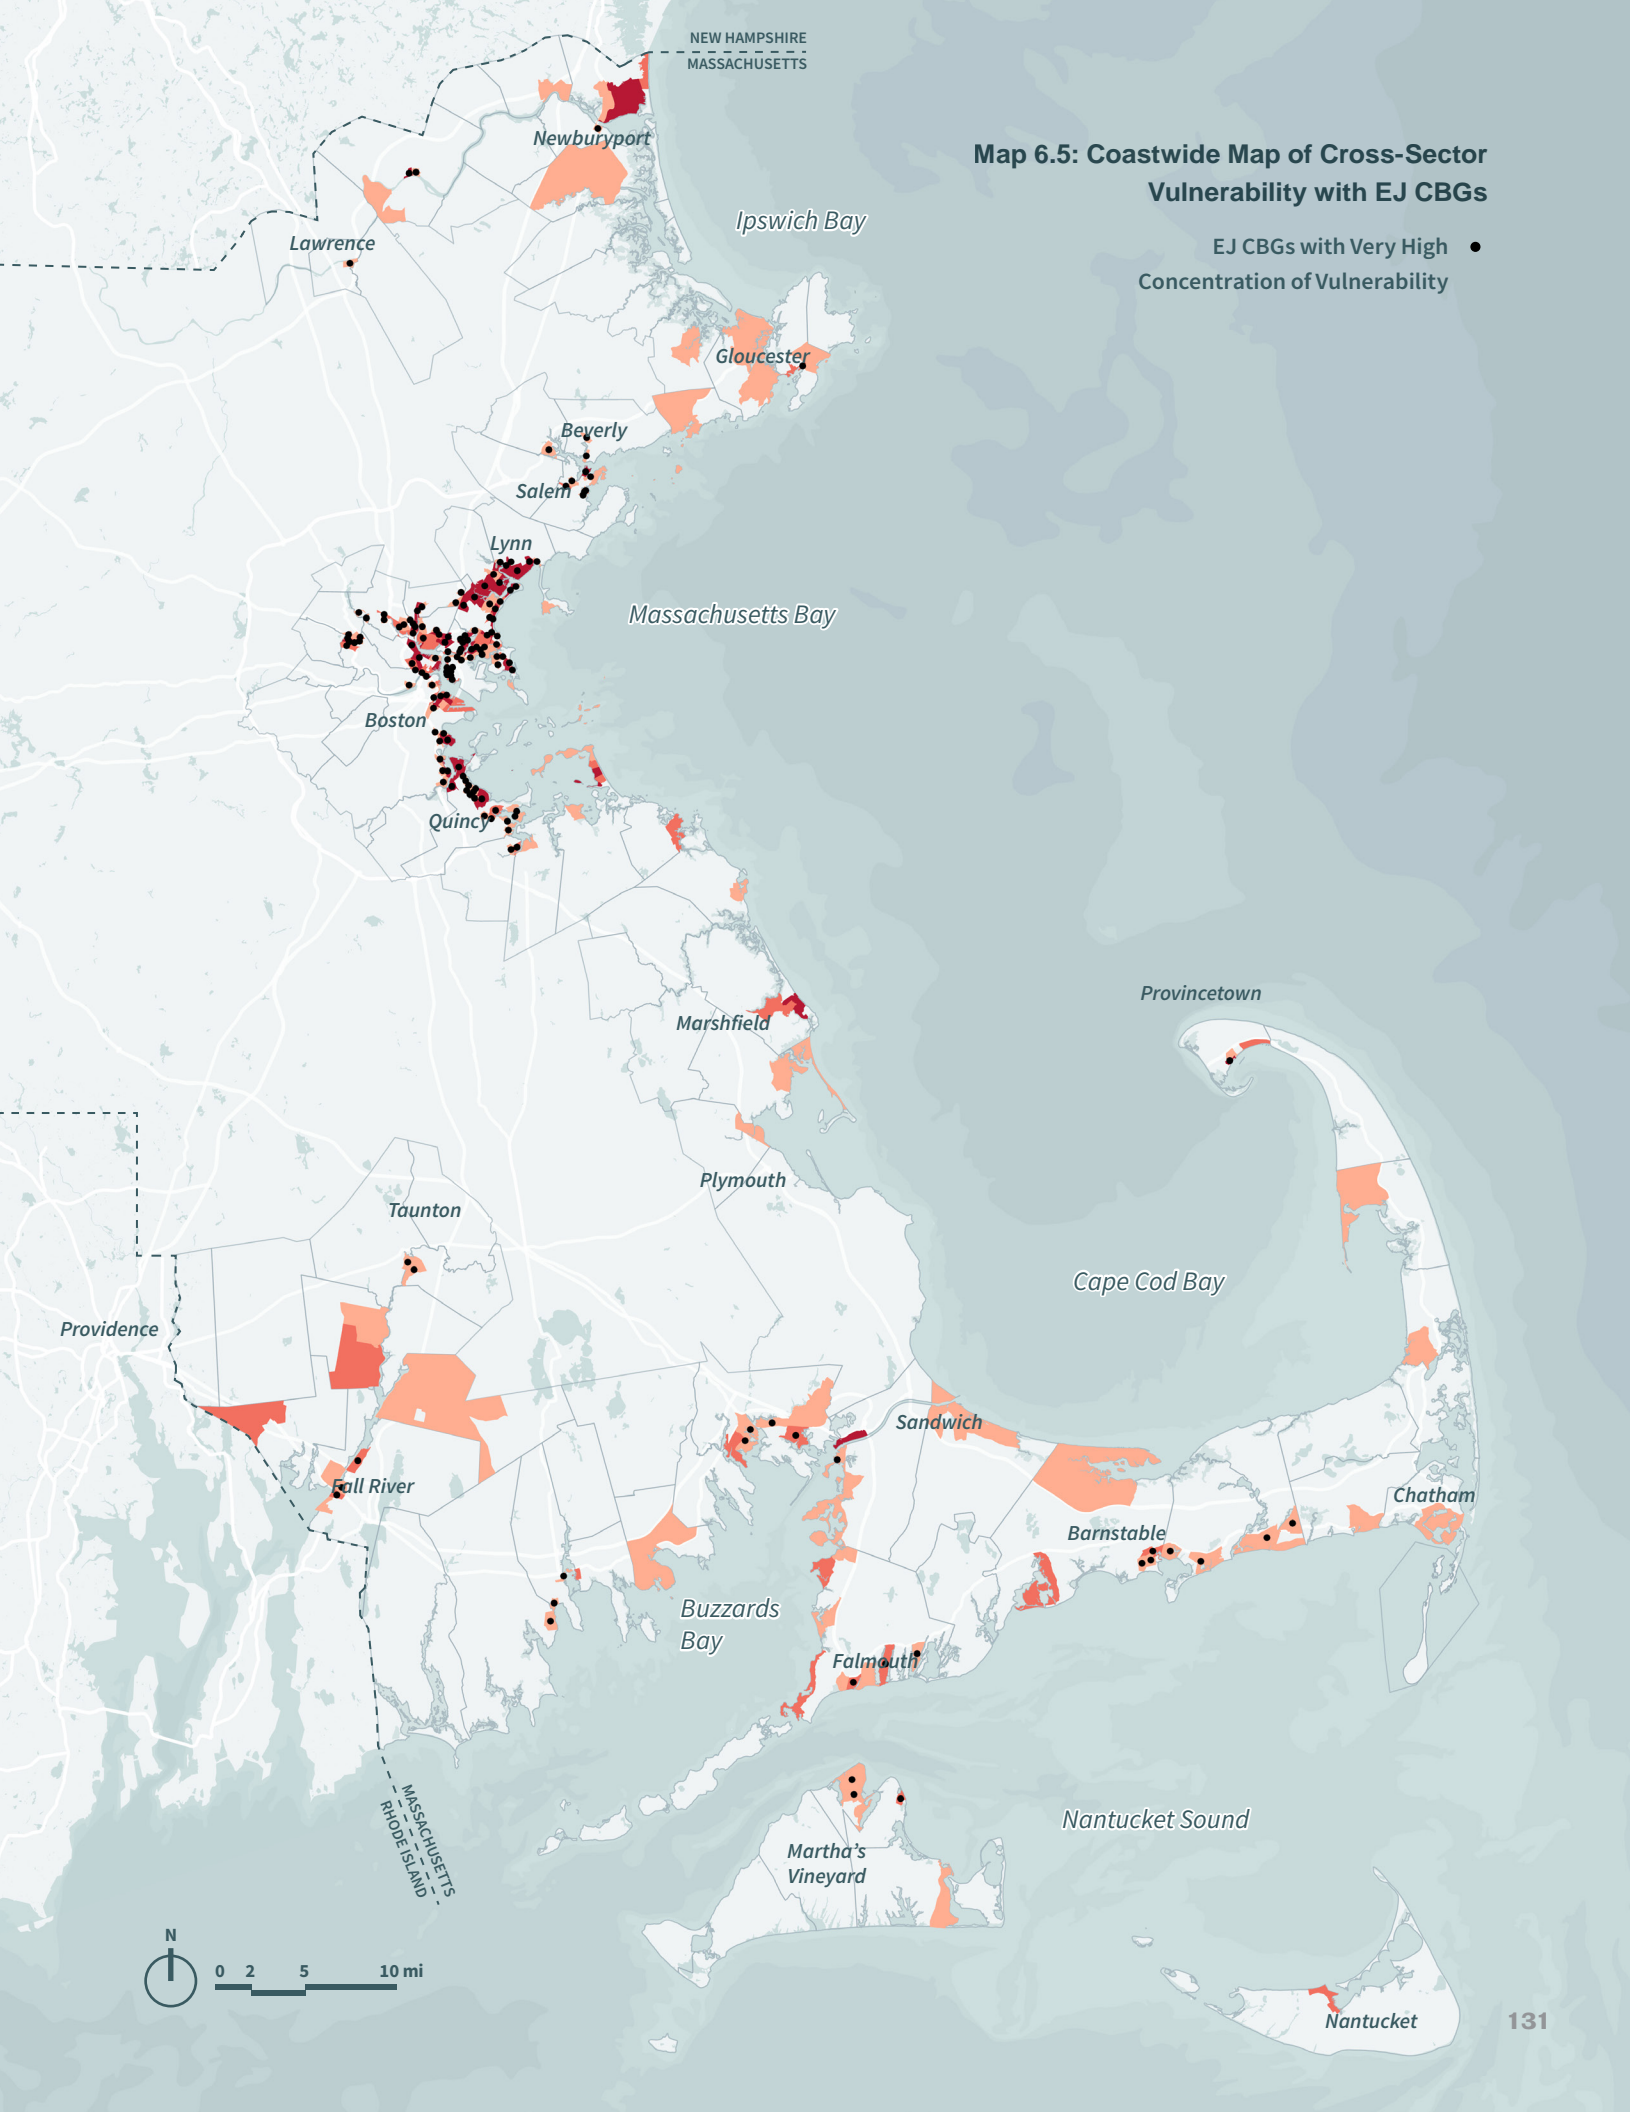 NEW HAMPSHIRE
MASSACHUSETTS
Map 6.5: Coastwide Map of Cross-Sector
Vulnerability with EJ CBGs
EJ CBGs with Very High
Concentration of Vulnerability
Newburyport
Ipswich Bay
Lawrence
Gloucester
Beverly
Salem
Lynn
Massachusetts Bay
Boston
Quincy
Provincetown
Marshfield
Plymouth
Taunton
Cape Cod Bay
Providence
Sandwich
Fall River
Chatham
Barnstable
Buzzards
Bay
Falmouth
MASSACHUSETTS
RHODE ISLAND
Nantucket Sound
Martha's
Vineyard
N
0 2 5 10 mi
Nantucket
131